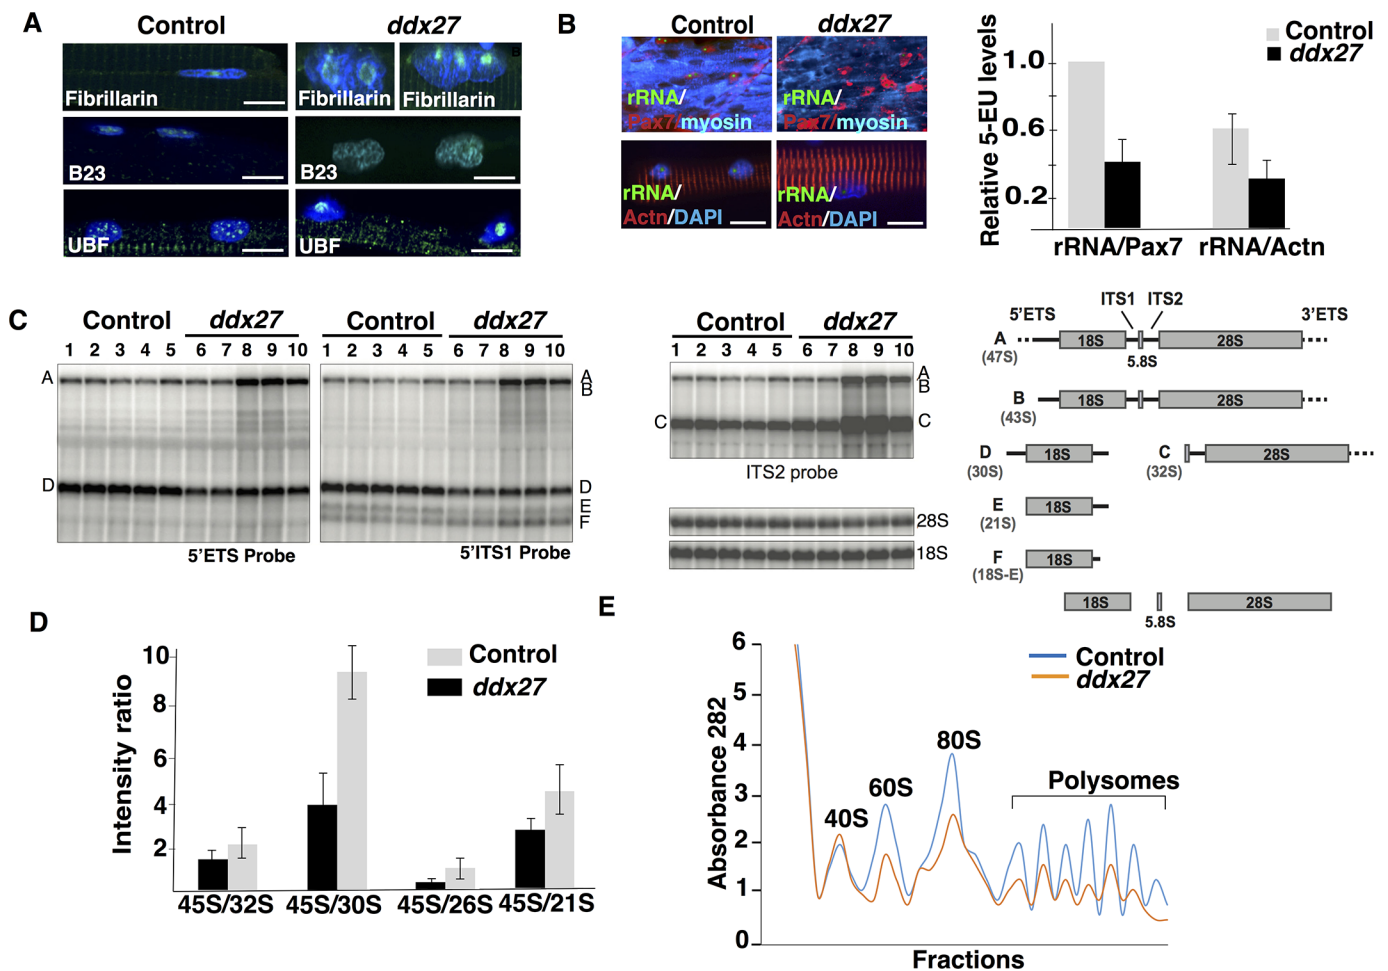 A
Control
ddx27
Fibrillarin
Fibrillarin
Fibrillarin
B23
B23
UBF
UBF
B
Control
ddx27
rRNA/
Pax7/myosin
rRNA/
Pax7/myosin
rRNA/
Actn/DAPI
rRNA/
Actn/DAPI
Relative 5-EU levels
1.0
0.6
0.2
Control
ddx27
rRNA/Pax7
rRNA/Actn
C
Control
ddx27
1 2 3 4 5 6 7 8 9 10
A
D
5'ETS Probe
Control
ddx27
1 2 3 4 5 6 7 8 9 10
A
B
D
E
F
5'ITS1 Probe
Control
ddx27
1 2 3 4 5 6 7 8 9 10
A
B
C
C
ITS2 probe
28S
18S
5'ETS
ITS1
ITS2
3'ETS
A
(47S)
18S
5.8S
28S
B
(43S)
18S
28S
D
(30S)
18S
C
(32S)
28S
E
(21S)
18S
F
(18S-E)
18S
18S
5.8S
28S
D
Intensity ratio
10
8
6
4
2
Control
ddx27
45S/32S
45S/30S
45S/26S
45S/21S
E
Absorbance 282
6
5
4
3
2
1
0
Control
ddx27
40S
60S
80S
Polysomes
Fractions